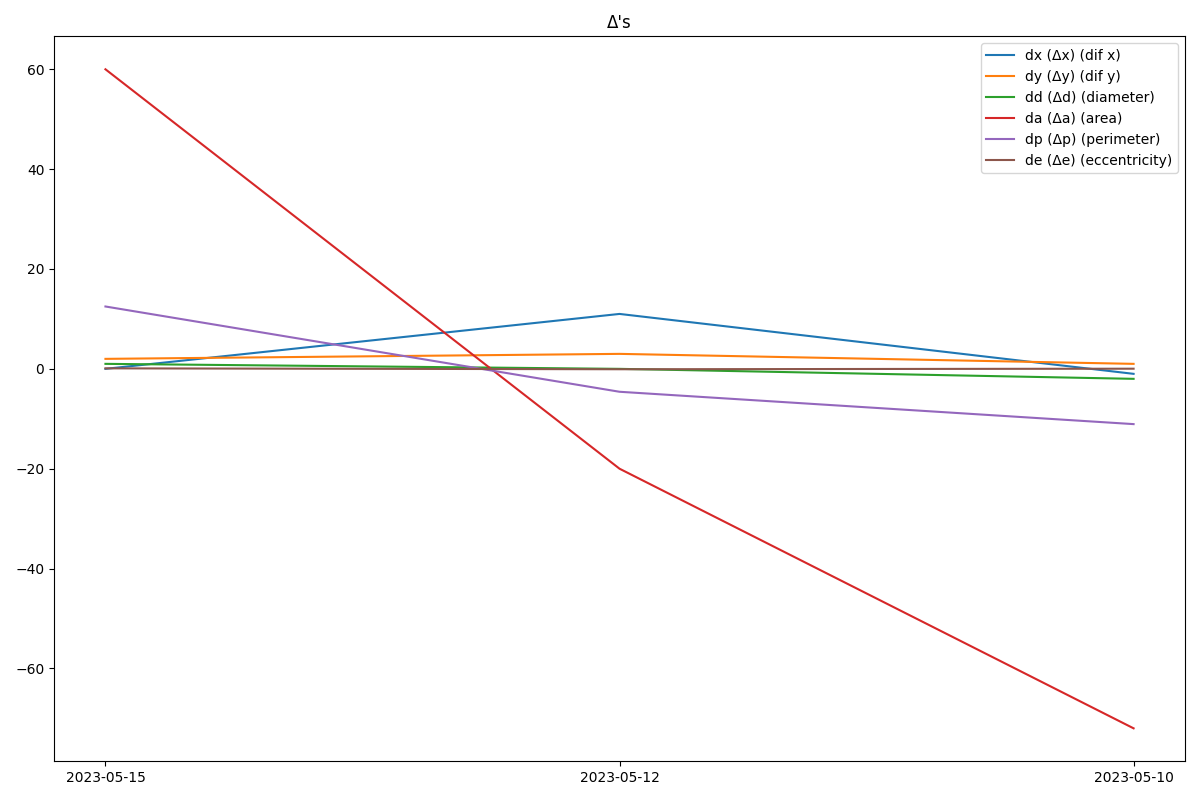 Δ's
dx (Δx) (dif x)
dy (Δy) (dif y)
dd (Δd) (diameter)
da (Δa) (area)
dp (Δp) (perimeter)
de (Δe) (eccentricity)
60
40
20
0
−20
−40
−60
2023-05-15 2023-05-12 2023-05-10